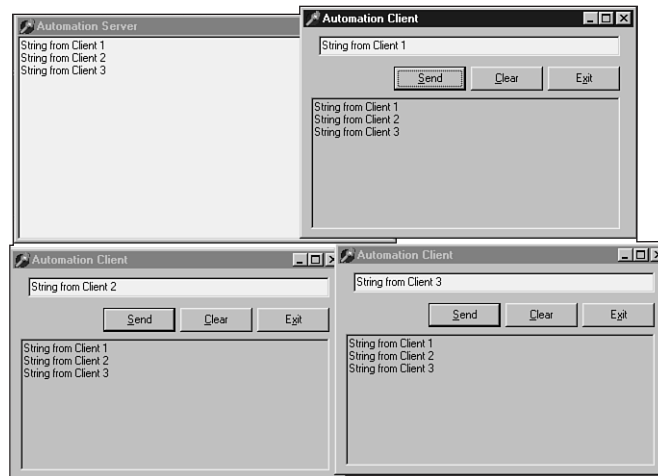 Automation Server
String from Client 1
String from Client 2
String from Client 3
Automation Client
String from Client 1
Send Clear Exit
String from Client 1
String from Client 2
String from Client 3
Automation Client
String from Client 2
Send Clear Exit
String from Client 1
String from Client 2
String from Client 3
Automation Client
String from Client 3
Send Clear Exit
String from Client 1
String from Client 2
String from Client 3